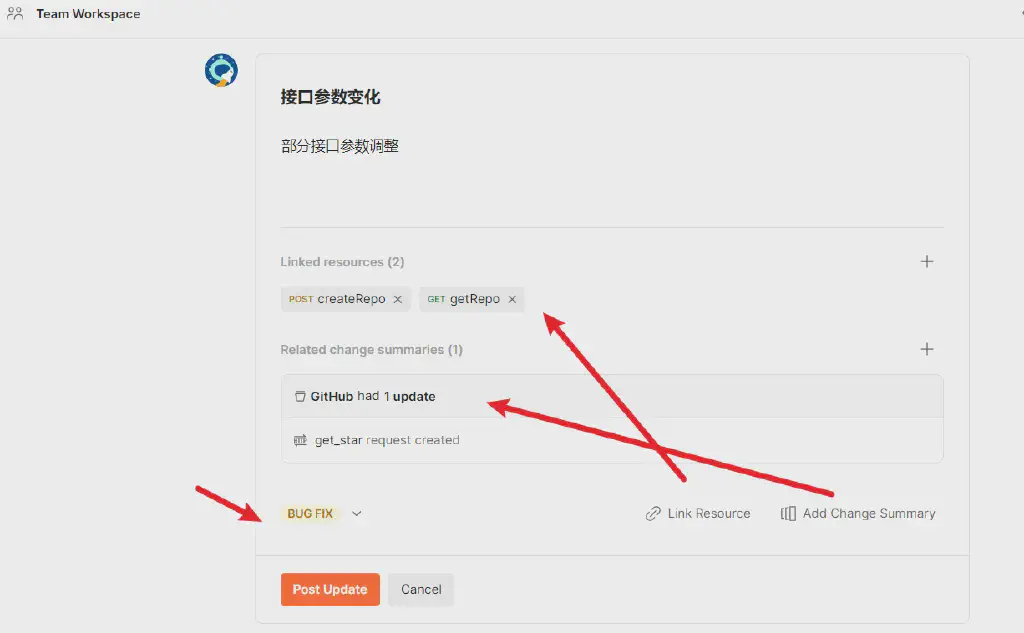 Team Workspace
接口参数变化
部分接口参数调整
Linked resources (2)
POST createRepo GET getRepo
Related change summaries (1)
GitHub had 1 update
get_star request created
BUG FIX Link Resource Add Change Summary
Post Update Cancel